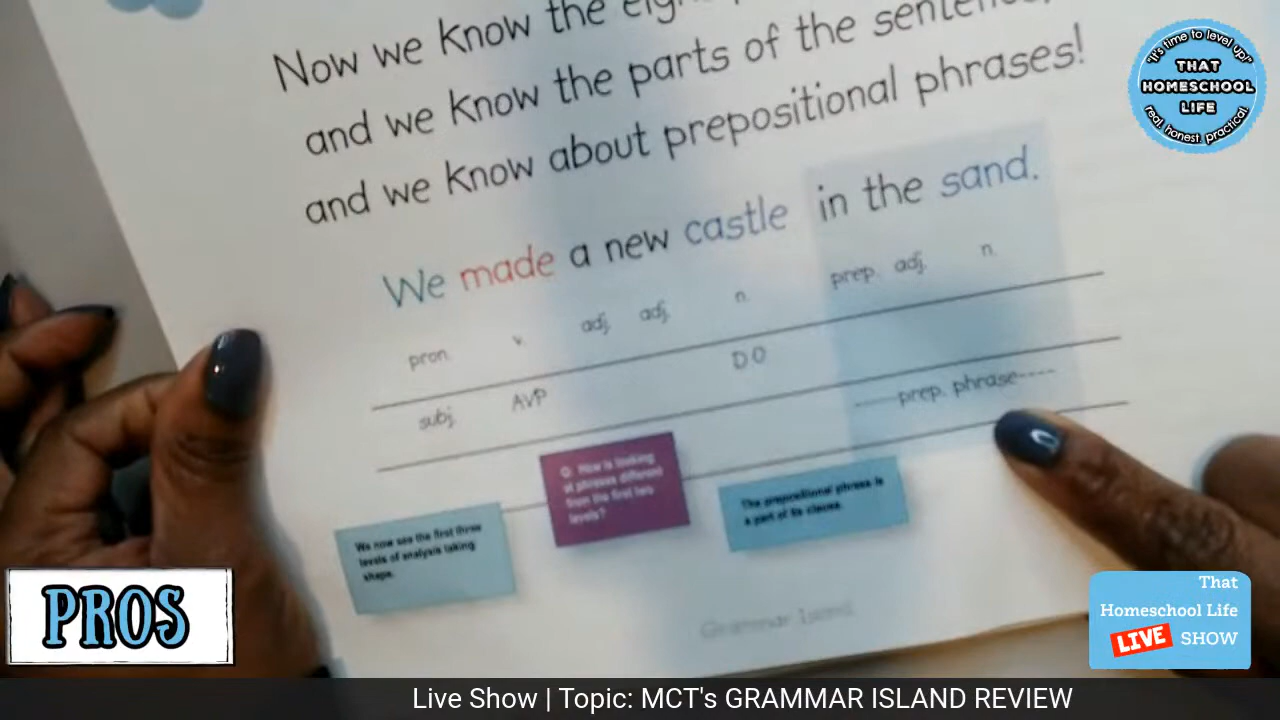 Now we know the
and we know the parts of the sentence,
and we know about prepositional phrases!
We made a new castle in the sand.
pron. v. adj. adj. n. prep. adj. n.
subj. AVP DO
-----prep. phrase----
We now see the first three
levels of analysis taking
shape.
Q: How is looking
at phrases different
from the first two
levels?
The prepositional phrase is
a part of its clause.
Grammar Island
"it's time to level up!"
THAT
HOMESCHOOL
LIFE
real. honest. practical.
PROS
That
Homeschool Life
LIVE SHOW
Live Show | Topic: MCT's GRAMMAR ISLAND REVIEW